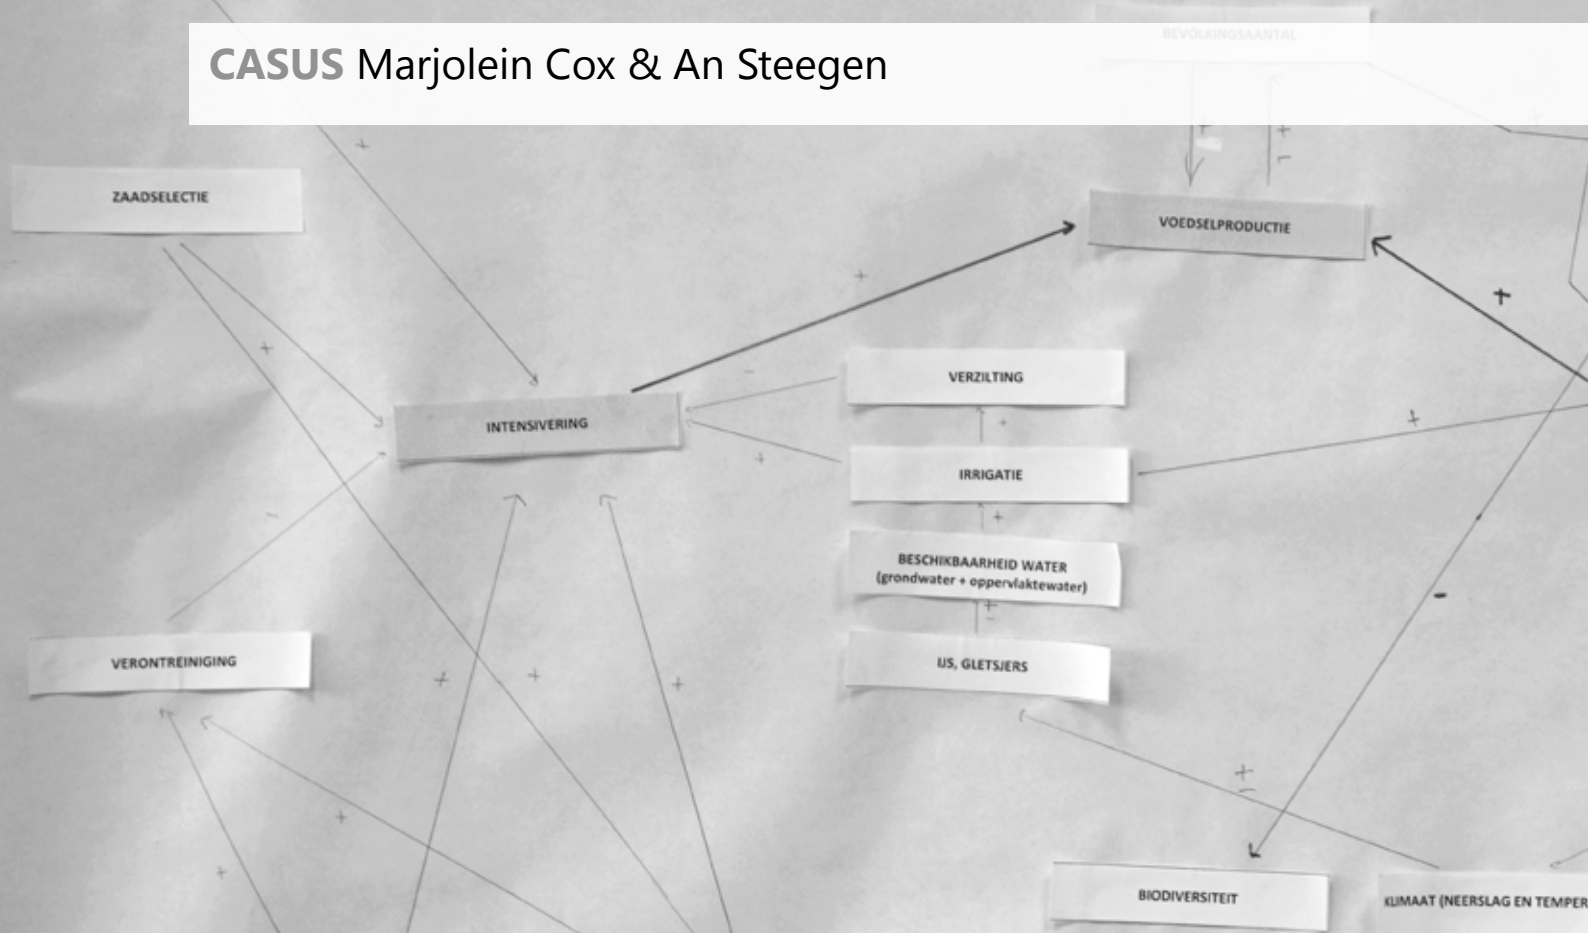 CASUS Marjolein Cox & An Steegen
BEVOLKINGSAANTAL
ZAADSELECTIE
VOEDSELPRODUCTIE
VERZILTING
INTENSIVERING
IRRIGATIE
BESCHIKBAARHEID WATER
(grondwater + oppervlaktewater)
IJS, GLETSJERS
VERONTREINIGING
BIODIVERSITEIT
KLIMAAT (NEERSLAG EN TEMPER